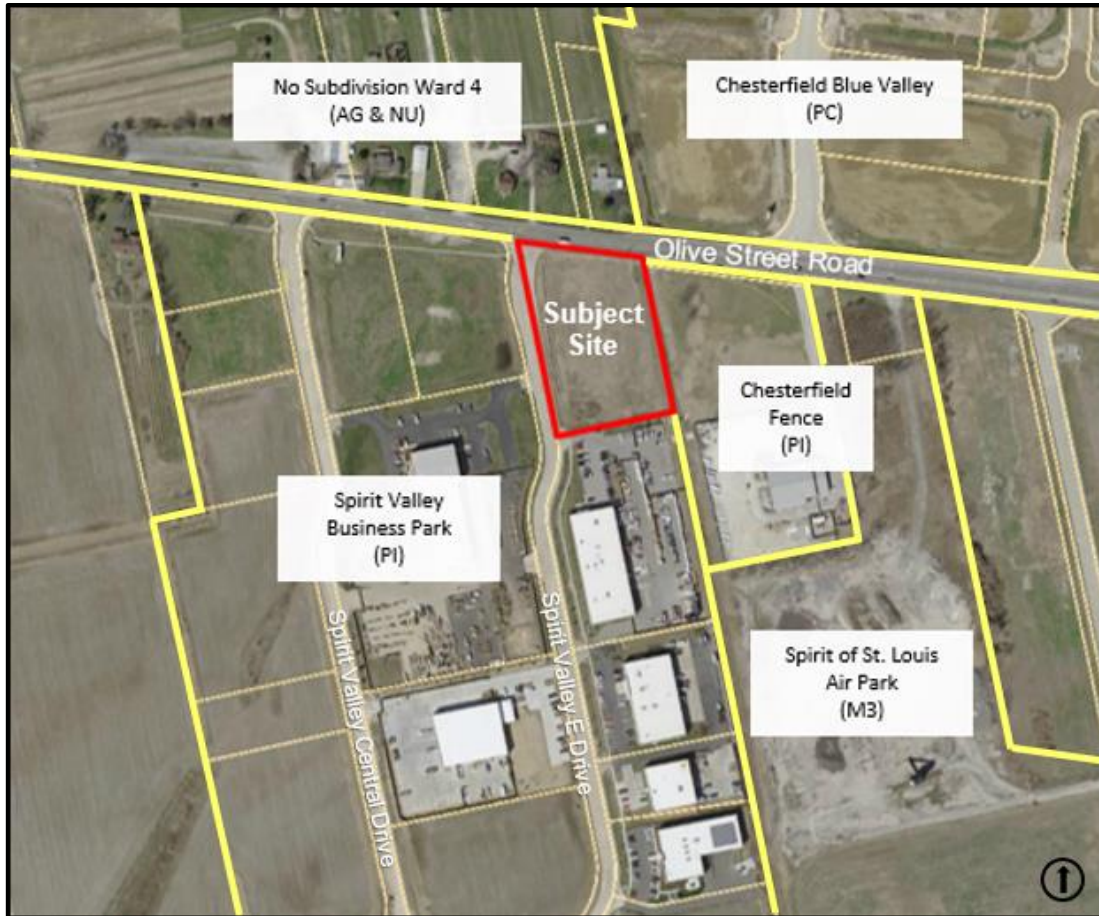 No Subdivision Ward 4
(AG & NU)
Chesterfield Blue Valley
(PC)
Olive Street Road
Subject
Site
Chesterfield
Fence
(PI)
Spirit Valley
Business Park
(PI)
Spirit of St. Louis
Air Park
(M3)
Spirit Valley Central Drive
Spirit Valley E Drive